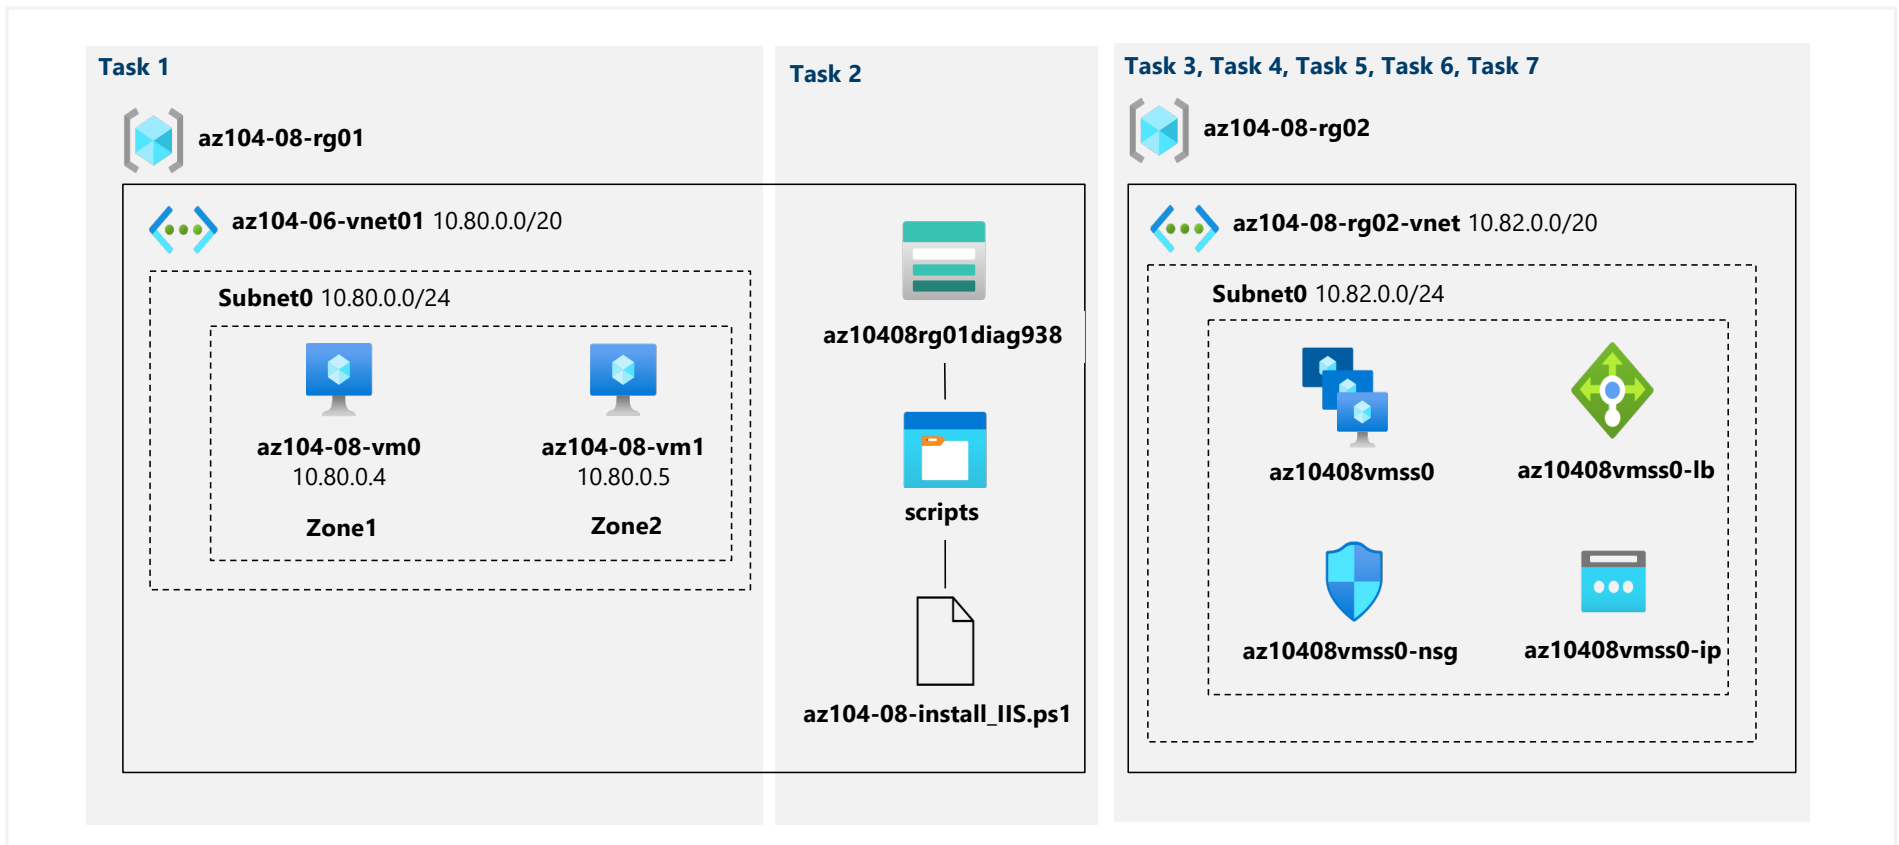 Task 1
az104-08-rg01
az104-06-vnet01 10.80.0.0/20
Subnet0 10.80.0.0/24
az104-08-vm0
10.80.0.4
Zone1
az104-08-vm1
10.80.0.5
Zone2
Task 2
az10408rg01diag938
scripts
az104-08-install_IIS.ps1
Task 3, Task 4, Task 5, Task 6, Task 7
az104-08-rg02
az104-08-rg02-vnet 10.82.0.0/20
Subnet0 10.82.0.0/24
az10408vmss0
az10408vmss0-lb
az10408vmss0-nsg
az10408vmss0-ip